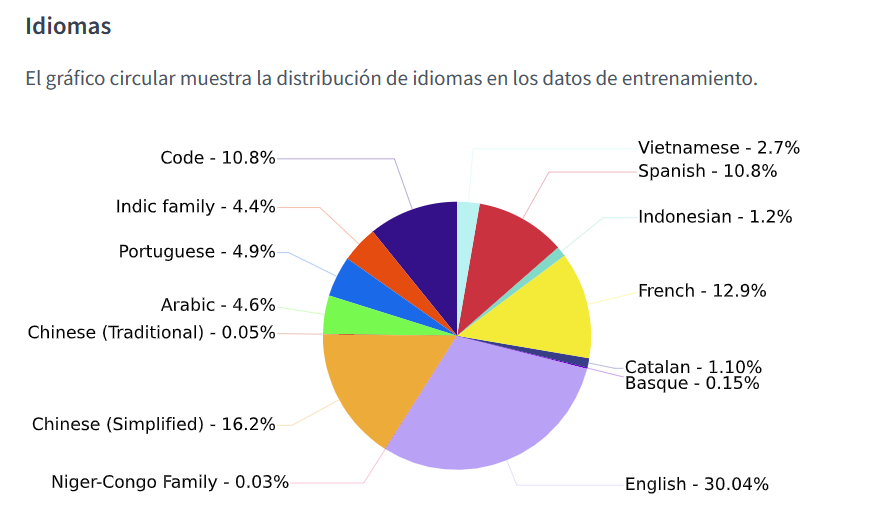 Idiomas
El gráfico circular muestra la distribución de idiomas en los datos de entrenamiento.
Code - 10.8%
Indic family - 4.4%
Portuguese - 4.9%
Arabic - 4.6%
Chinese (Traditional) - 0.05%
Chinese (Simplified) - 16.2%
Niger-Congo Family - 0.03%
Vietnamese - 2.7%
Spanish - 10.8%
Indonesian - 1.2%
French - 12.9%
Catalan - 1.10%
Basque - 0.15%
English - 30.04%